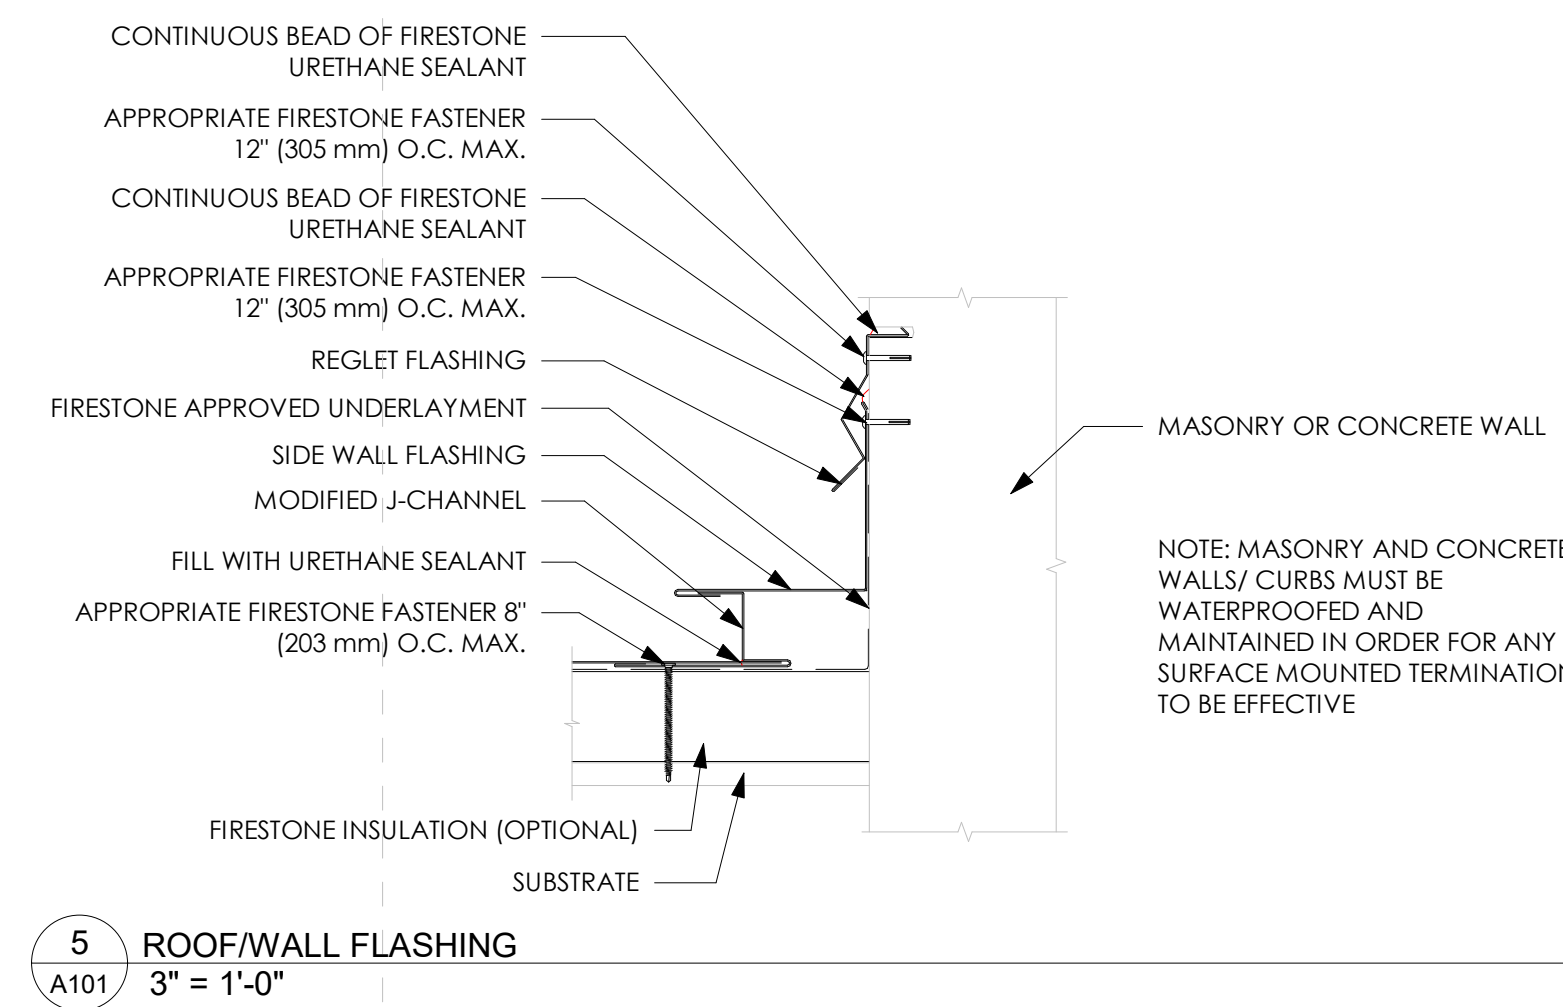 CONTINUOUS BEAD OF FIRESTONE
URETHANE SEALANT
APPROPRIATE FIRESTONE FASTENER
12" (305 mm) O.C. MAX.
CONTINUOUS BEAD OF FIRESTONE
URETHANE SEALANT
APPROPRIATE FIRESTONE FASTENER
12" (305 mm) O.C. MAX.
REGLET FLASHING
FIRESTONE APPROVED UNDERLAYMENT
SIDE WALL FLASHING
MODIFIED J-CHANNEL
FILL WITH URETHANE SEALANT
APPROPRIATE FIRESTONE FASTENER 8"
(203 mm) O.C. MAX.
FIRESTONE INSULATION (OPTIONAL)
SUBSTRATE
MASONRY OR CONCRETE WALL
NOTE: MASONRY AND CONCRETE
WALLS/ CURBS MUST BE
WATERPROOFED AND
MAINTAINED IN ORDER FOR ANY
SURFACE MOUNTED TERMINATION
TO BE EFFECTIVE
5
A101
ROOF/WALL FLASHING
3" = 1'-0"